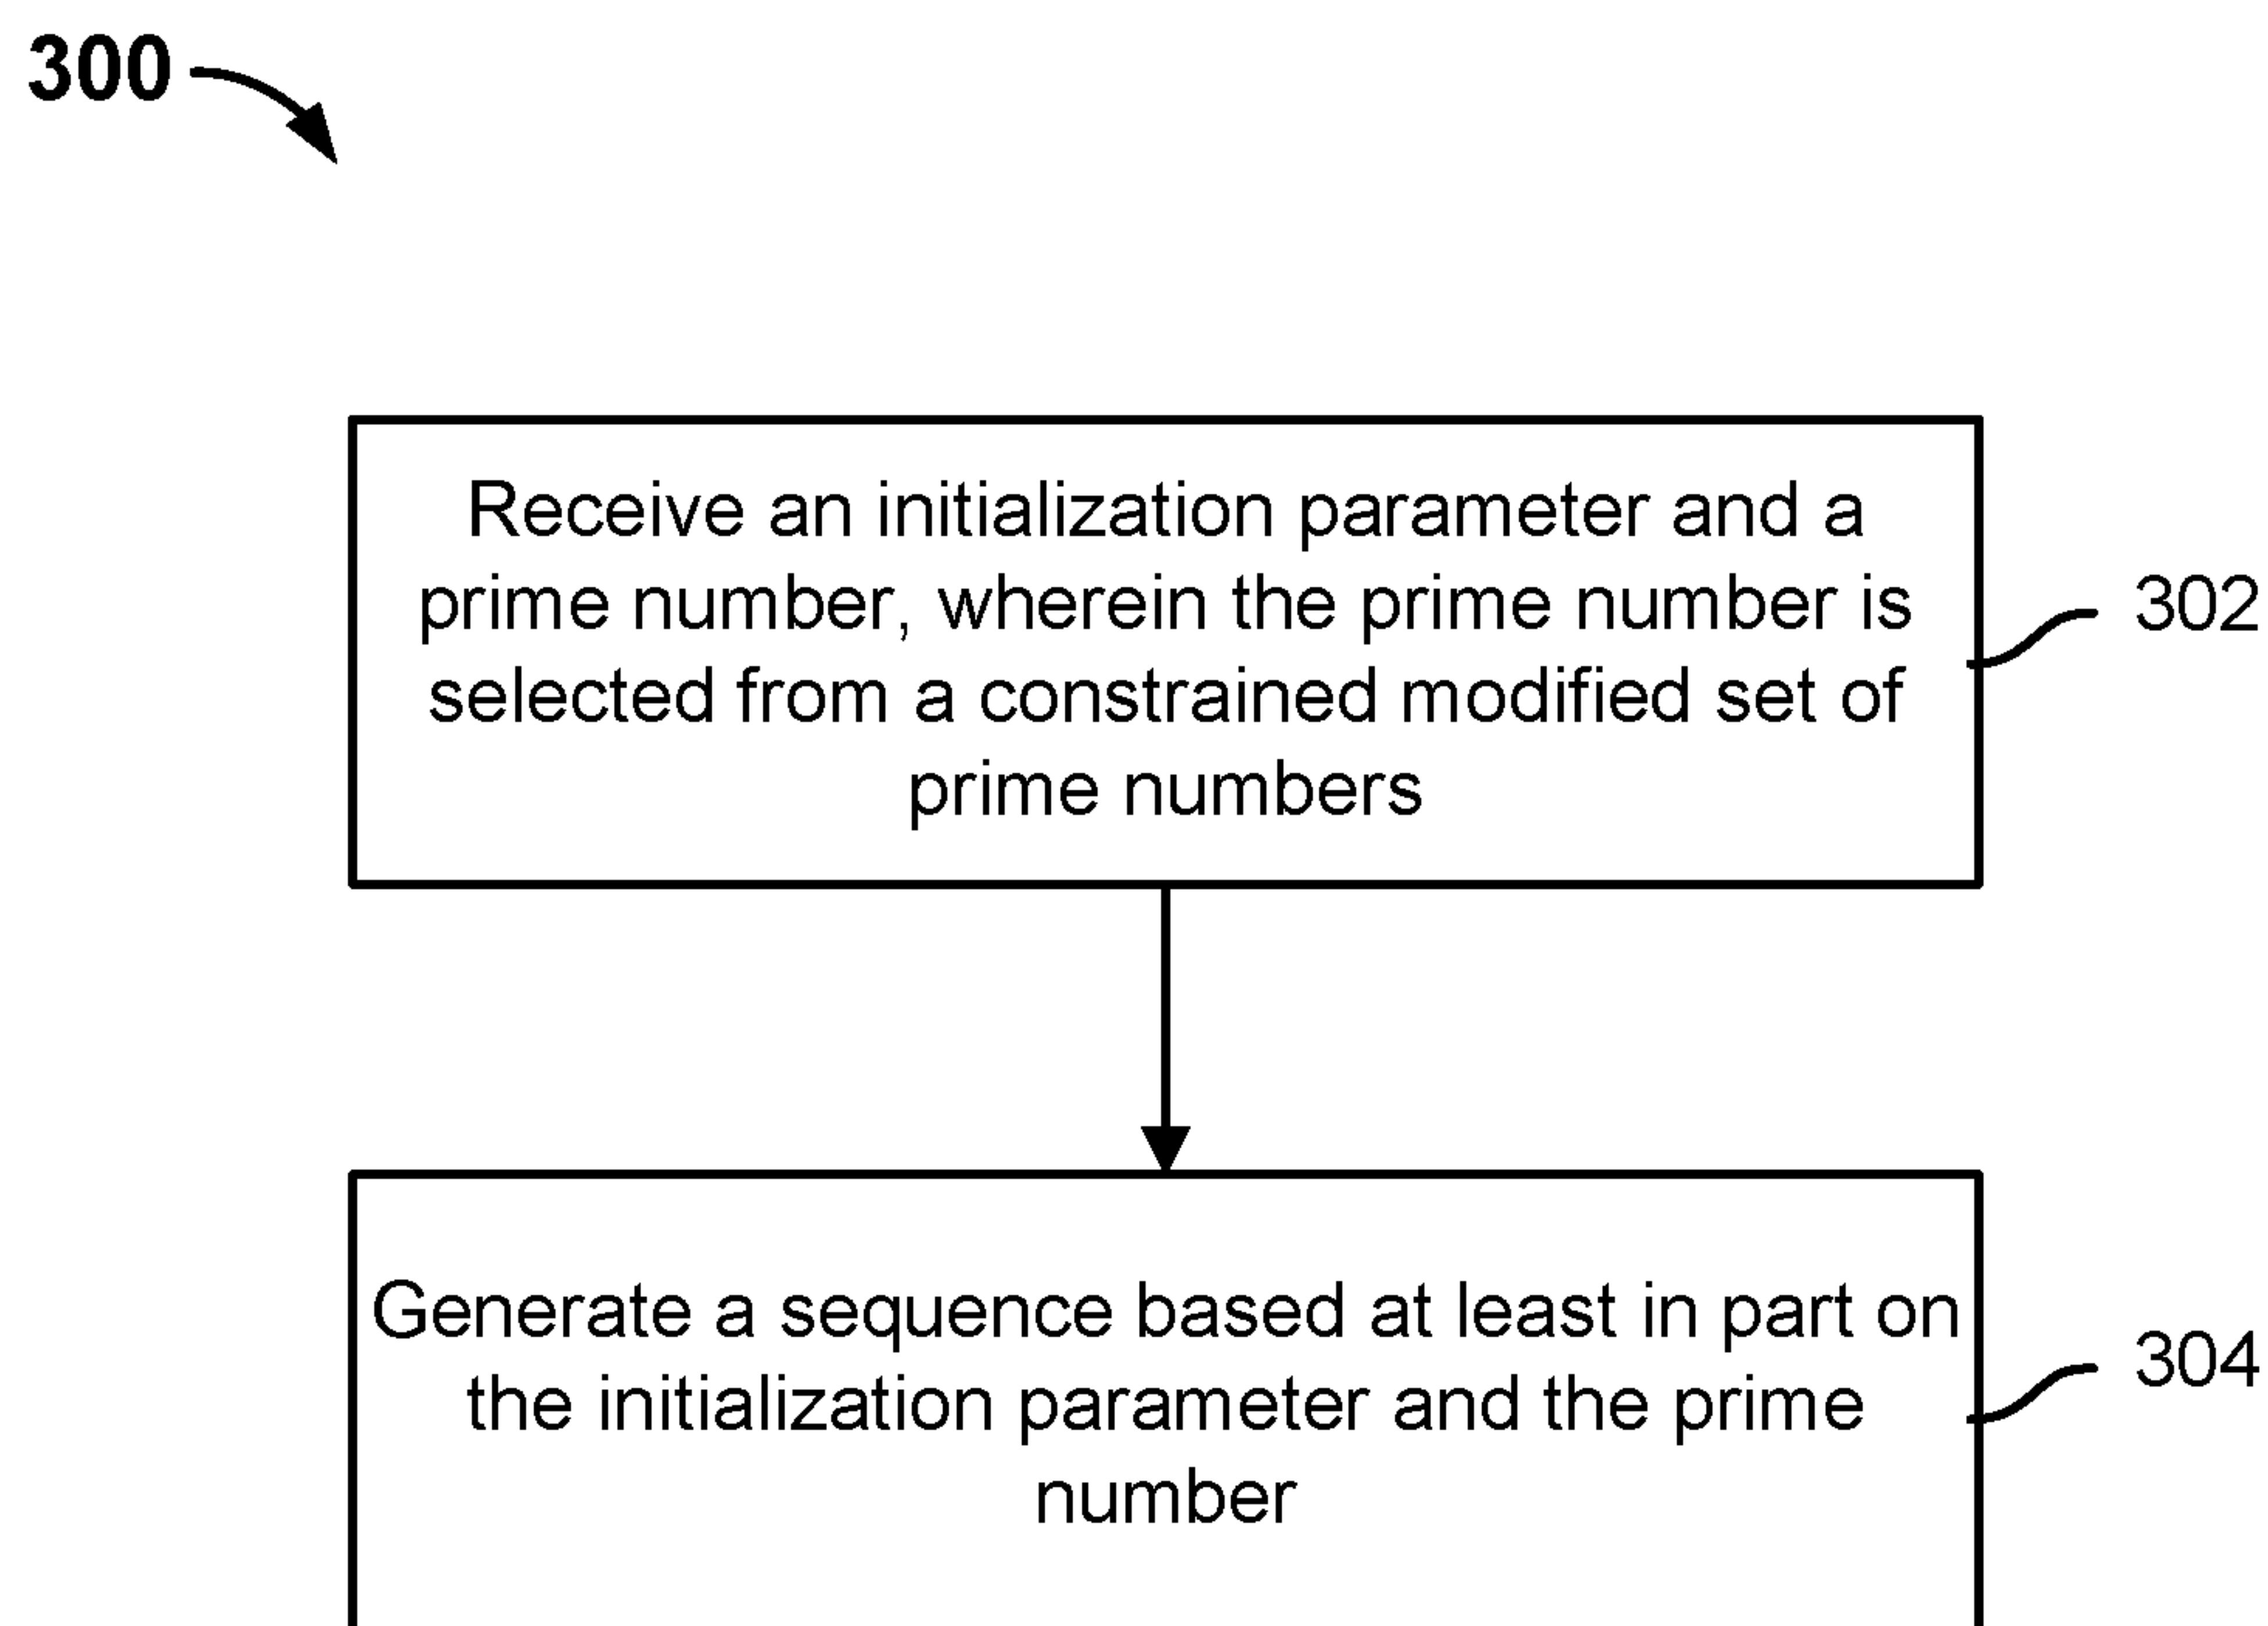 300
Receive an initialization parameter and a
prime number, wherein the prime number is
selected from a constrained modified set of
prime numbers
302
Generate a sequence based at least in part on
the initialization parameter and the prime
number
304